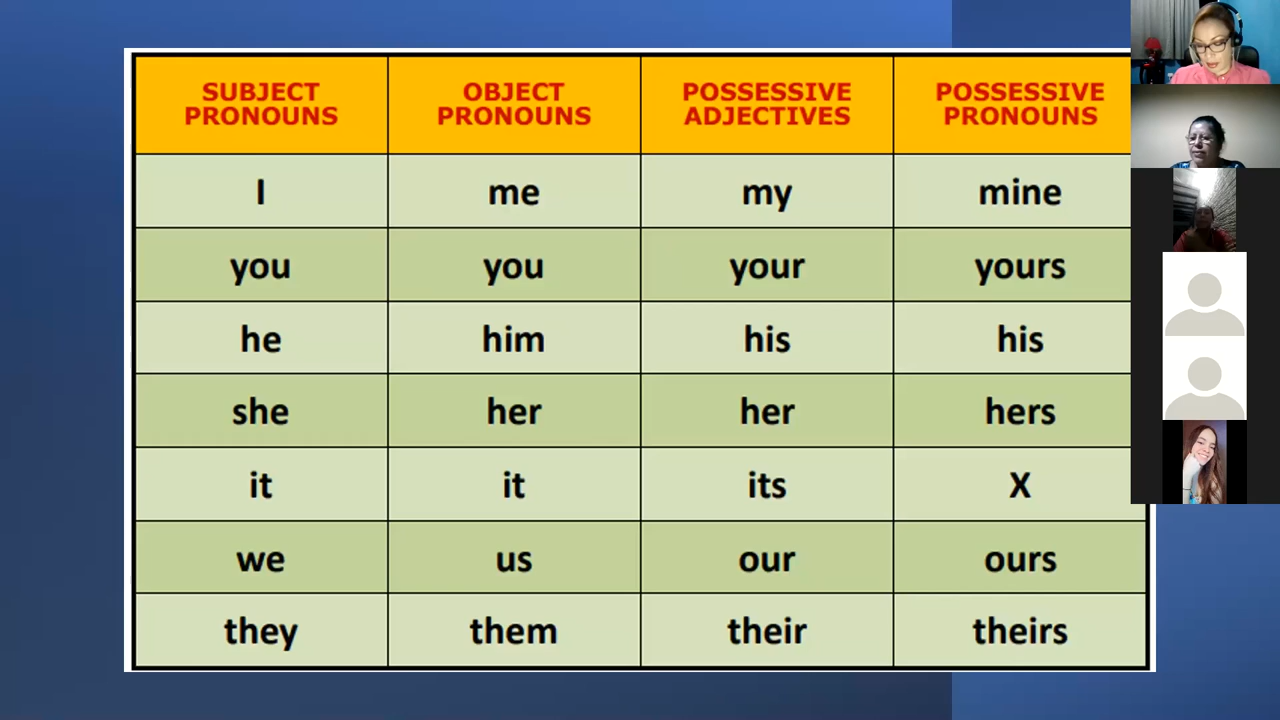 SUBJECT PRONOUNS OBJECT PRONOUNS POSSESSIVE ADJECTIVES POSSESSIVE PRONOUNS
I me my mine
you you your yours
he him his his
she her her hers
it it its X
we us our ours
they them their theirs